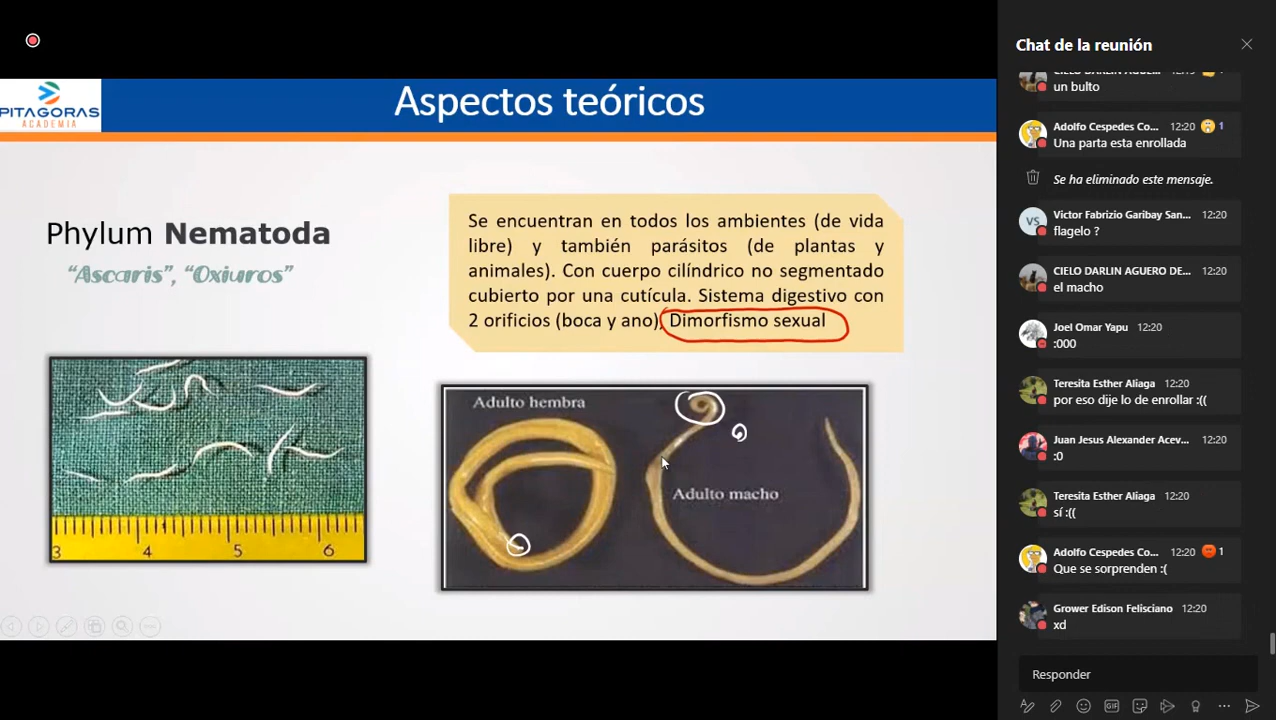 Aspectos teóricos
PITAGORAS
ACADEMIA
Phylum Nematoda
"Ascaris", "Oxiuros"
Se encuentran en todos los ambientes (de vida
libre) y también parásitos (de plantas y
animales). Con cuerpo cilíndrico no segmentado
cubierto por una cutícula. Sistema digestivo con
2 orificios (boca y ano), Dimorfismo sexual
3 4 5 6
Adulto hembra
Adulto macho
Chat de la reunión
un bulto
Adolfo Cespedes Co... 12:20 1
Una parta esta enrollada
Se ha eliminado este mensaje.
VS
Victor Fabrizio Garibay San... 12:20
flagelo ?
CIELO DARLIN AGUERO DE... 12:20
el macho
Joel Omar Yapu 12:20
:000
Teresita Esther Aliaga 12:20
por eso dije lo de enrollar :((
Juan Jesus Alexander Acev... 12:20
:0
Teresita Esther Aliaga 12:20
sí :((
Adolfo Cespedes Co... 12:20 1
Que se sorprenden :(
Grower Edison Felisciano 12:20
xd
Responder
GIF